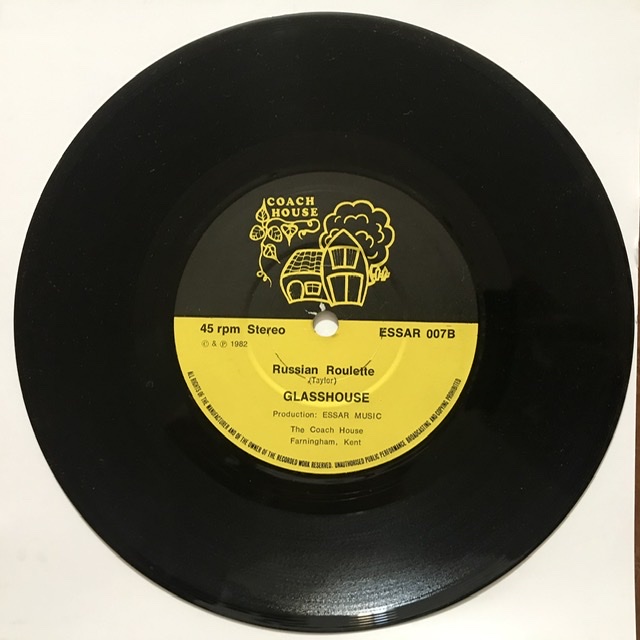 COACH
HOUSE
45 rpm Stereo
ESSAR 007B
© & ℗ 1982
Russian Roulette
(Taylor)
GLASSHOUSE
Production: ESSAR MUSIC
The Coach House
Farningham, Kent
ALL RIGHTS OF THE MANUFACTURER AND OF THE OWNER OF THE RECORDED WORK RESERVED. UNAUTHORISED PUBLIC PERFORMANCE, BROADCASTING AND COPYING PROHIBITED